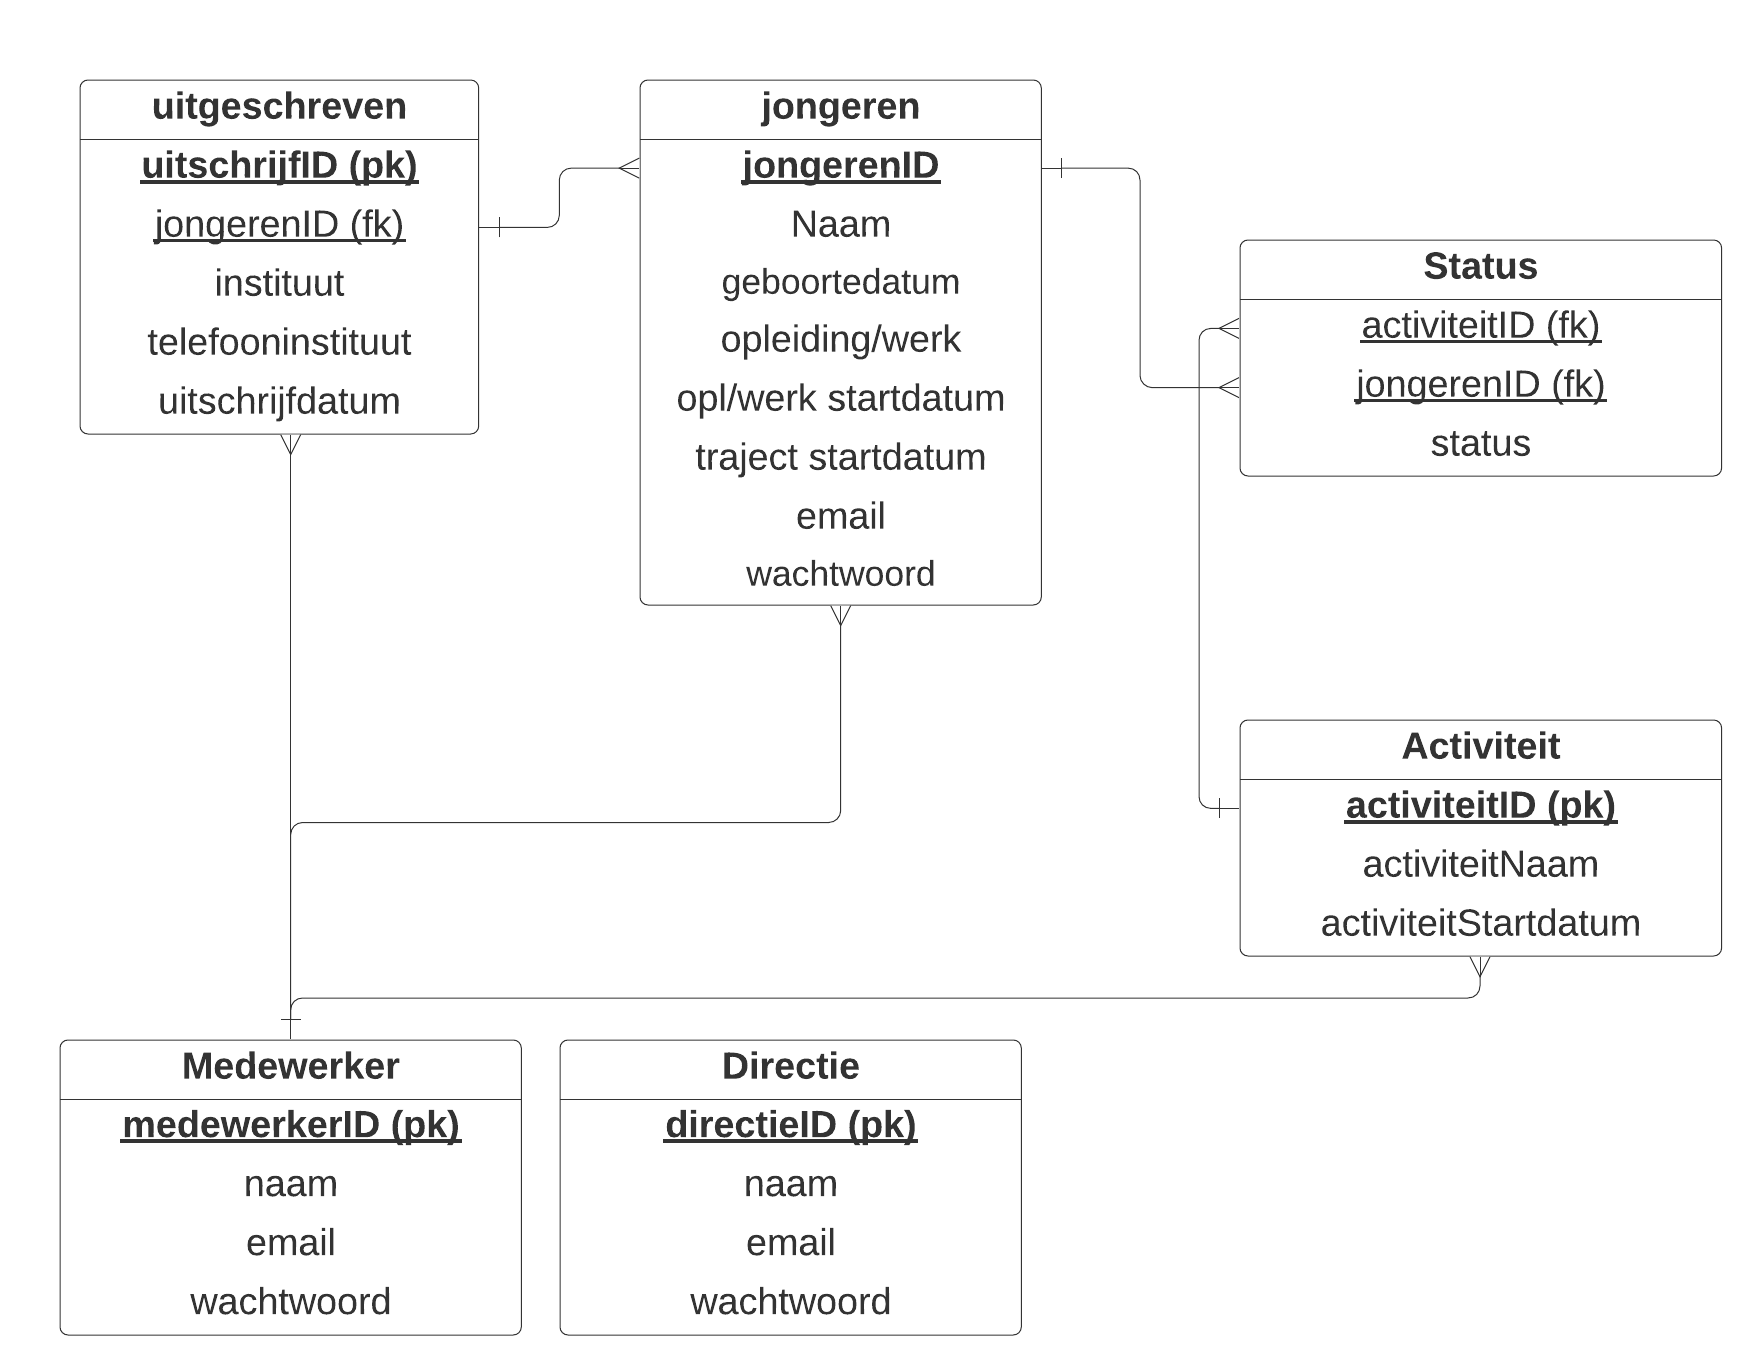 uitgeschreven
uitschrijfID (pk)
jongerenID (fk)
instituut
telefooninstituut
uitschrijfdatum
jongeren
jongerenID
Naam
geboortedatum
opleiding/werk
opl/werk startdatum
traject startdatum
email
wachtwoord
Status
activiteitID (fk)
jongerenID (fk)
status
Activiteit
activiteitID (pk)
activiteitNaam
activiteitStartdatum
Medewerker
medewerkerID (pk)
naam
email
wachtwoord
Directie
directieID (pk)
naam
email
wachtwoord